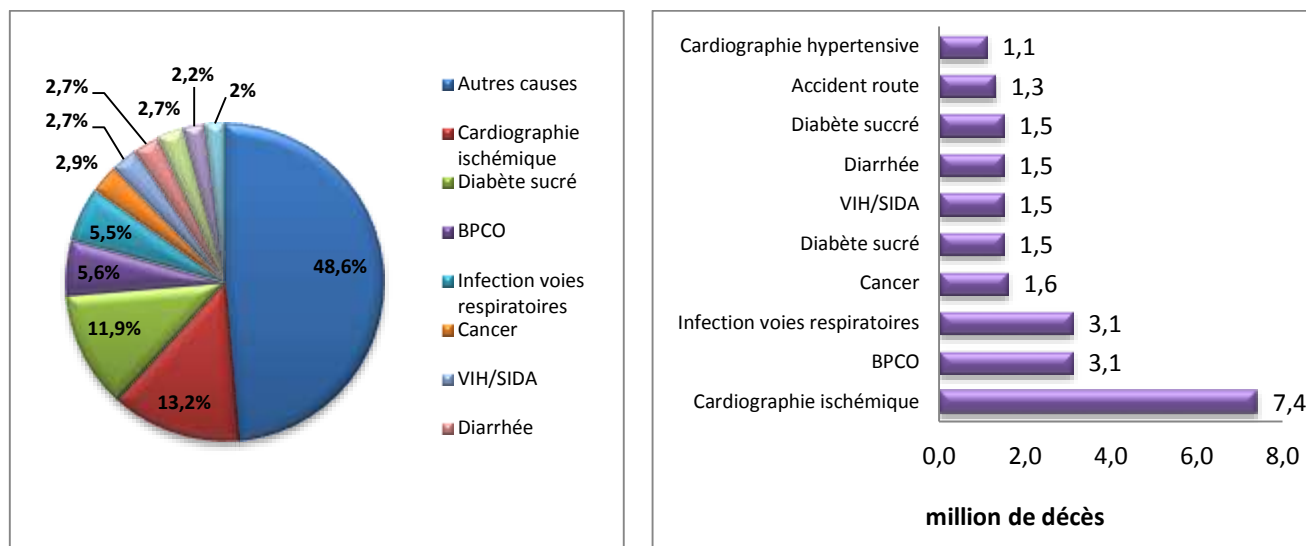 2,2%
2%
2,7%
2,7%
2,7%
2,9%
5,5%
5,6%
11,9%
13,2%
48,6%
Autres causes
Cardiographie
ischémique
Diabète sucré
BPCO
Infection voies
respiratoires
Cancer
VIH/SIDA
Diarrhée
Cardiographie hypertensive 1,1
Accident route 1,3
Diabète succré 1,5
Diarrhée 1,5
VIH/SIDA 1,5
Diabète sucré 1,5
Cancer 1,6
Infection voies respiratoires 3,1
BPCO 3,1
Cardiographie ischémique 7,4
0,0 2,0 4,0 6,0 8,0
million de décès